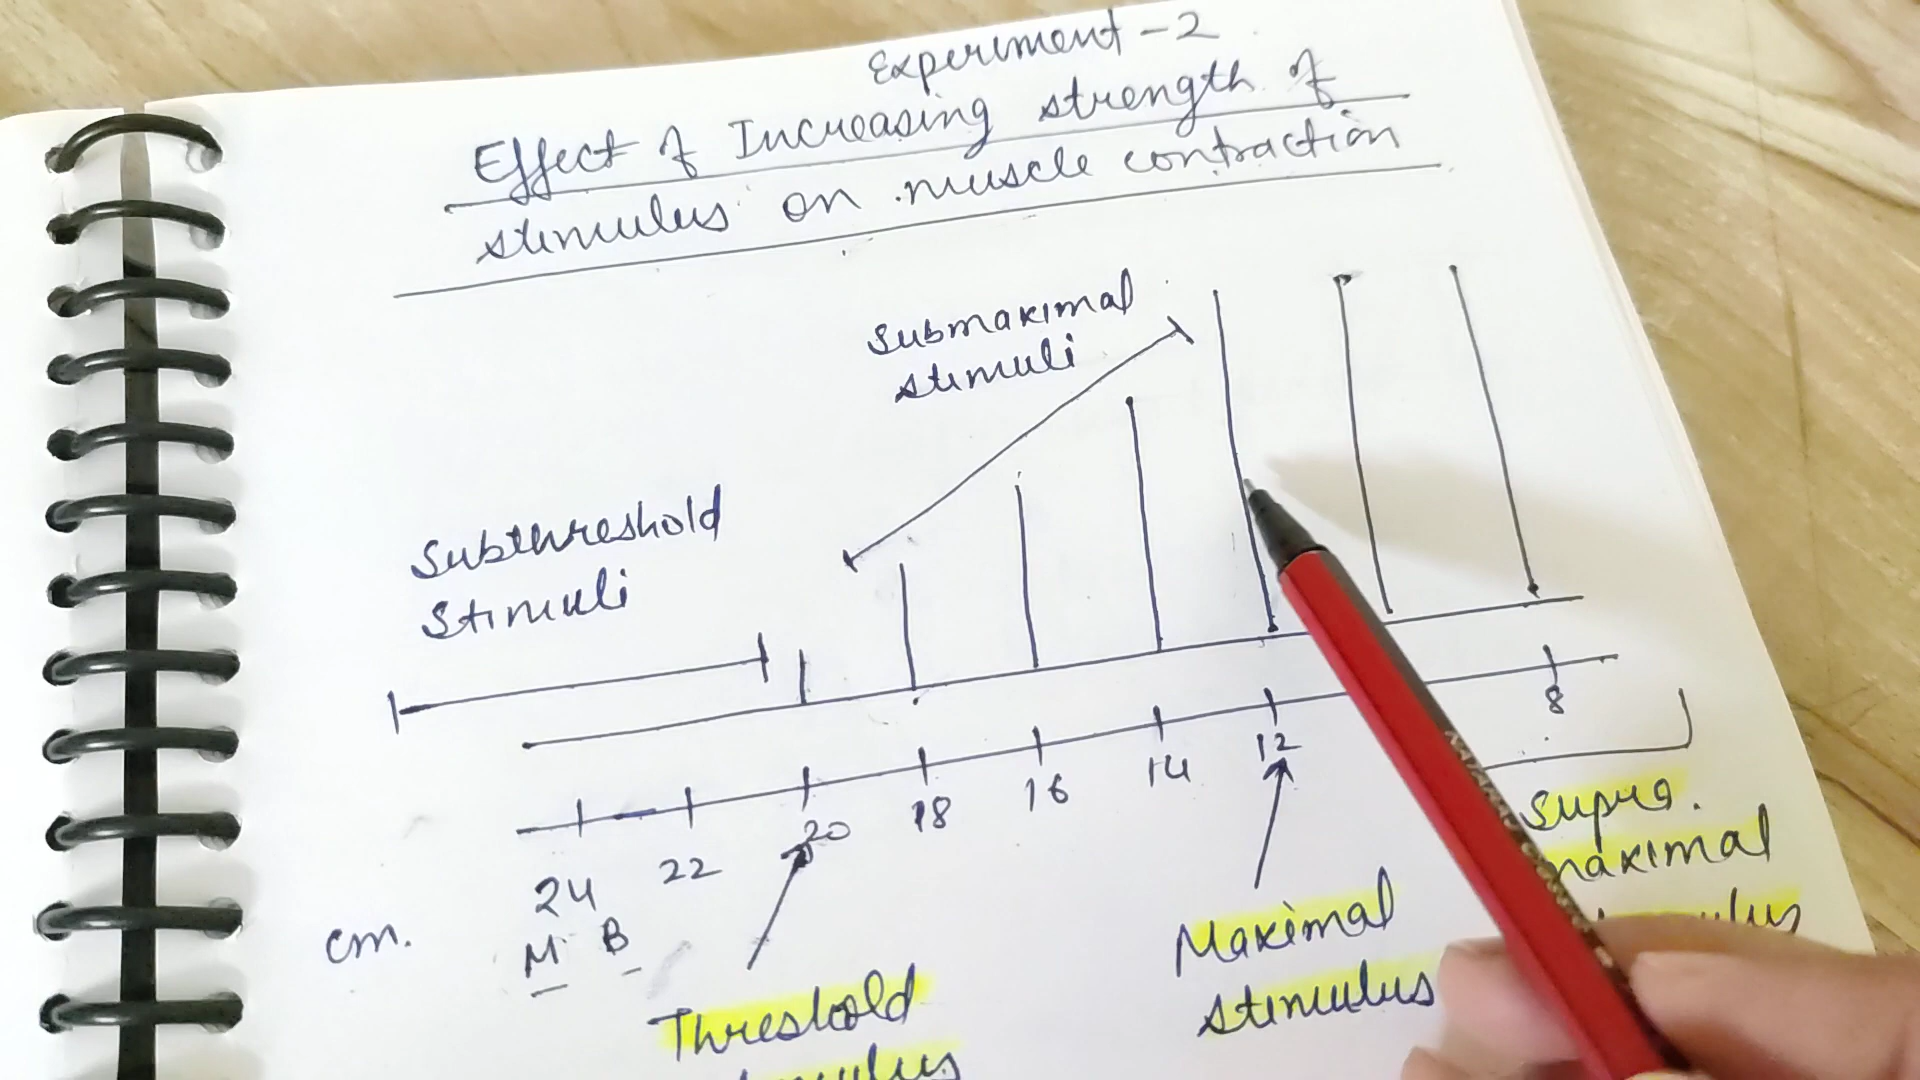 Experiment-2
Effect of Increasing strength of
stimulus on muscle contraction
Submaximal
stimuli
Subthreshold
Stimuli
24 22 20 18 16 14 12 8
cm.
M B
Threshold
Maximal
stimulus
supra.
maximal